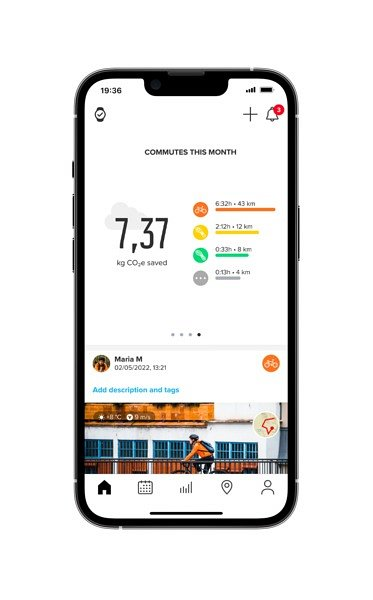 19:36
3
COMMUTES THIS MONTH
7,37
kg CO₂e saved
6:32h • 43 km
2:12h • 12 km
0:33h • 8 km
0:13h • 4 km
Maria M
02/05/2022, 13:21
Add description and tags
+8 °C 9 m/s